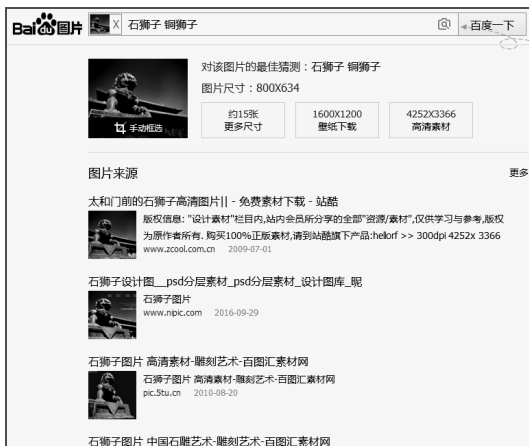 Bai 图片 X 石狮子 铜狮子 百度一下
对该图片的最佳猜测：石狮子 铜狮子
图片尺寸：800X634
手动框选
约15张
更多尺寸
1600X1200
壁纸下载
4252X3366
高清素材
图片来源 更多
太和门前的石狮子高清图片|| - 免费素材下载 - 站酷
版权信息: "设计素材"栏目内,站内会员所分享的全部"资源/素材",仅供学习与参考,版权
为原作者所有. 购买100%正版素材,请到站酷旗下产品:hellorf >> 300dpi 4252x 3366
www.zcool.com.cn 2009-07-01
石狮子设计图__psd分层素材_psd分层素材_设计图库_昵
石狮子图片
www.nipic.com 2016-09-29
石狮子图片 高清素材-雕刻艺术-百图汇素材网
石狮子图片 高清素材-雕刻艺术-百图汇素材网
pic.5tu.cn 2010-08-20
石狮子图片 中国石雕艺术-雕刻艺术-百图汇素材网